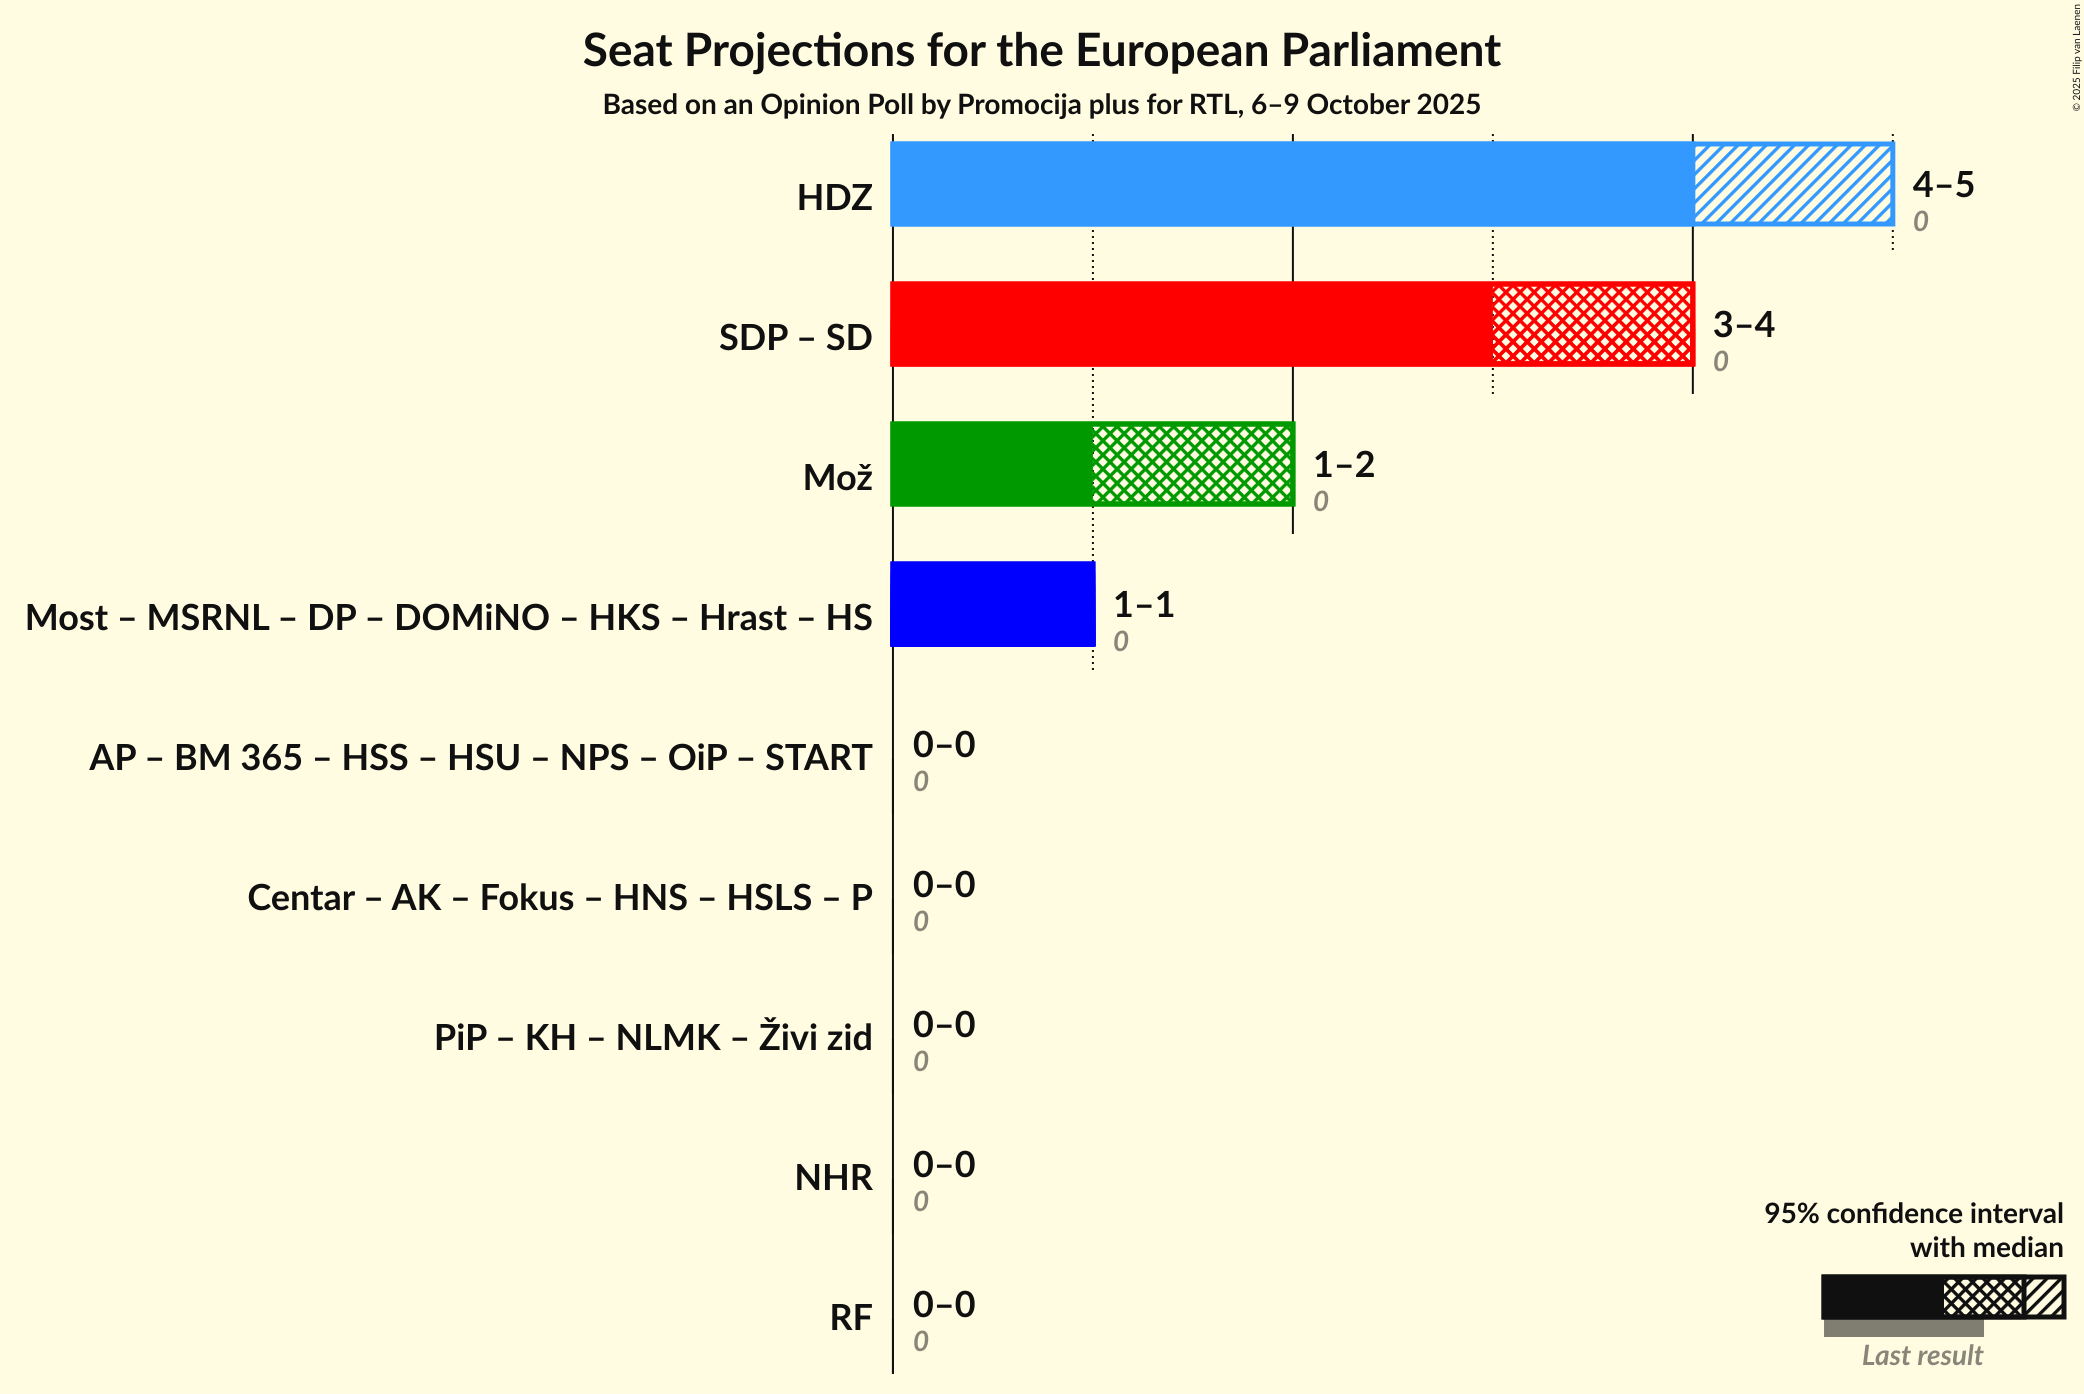 Seat Projections for the European Parliament
Based on an Opinion Poll by Promocija plus for RTL, 6–9 October 2025
© 2025 Filip van Laenen
HDZ
4–5
0
SDP – SD
3–4
0
Mož
1–2
0
Most – MSRNL – DP – DOMiNO – HKS – Hrast – HS
1–1
0
AP – BM 365 – HSS – HSU – NPS – OiP – START
0–0
0
Centar – AK – Fokus – HNS – HSLS – P
0–0
0
PiP – KH – NLMK – Živi zid
0–0
0
NHR
0–0
0
RF
0–0
0
95% confidence interval
with median
Last result